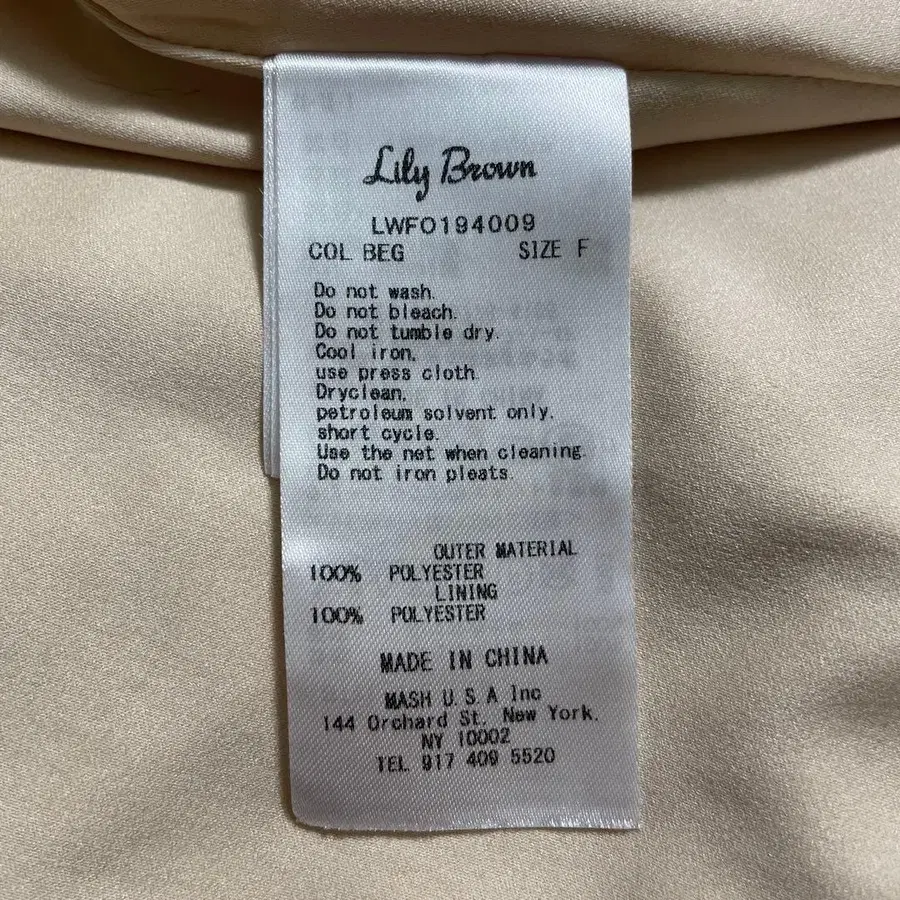 Lily Brown
LWFO194009
COL BEG SIZE F
Do not wash.
Do not bleach.
Do not tumble dry.
Cool iron.
use press cloth
Dryclean.
petroleum solvent only.
short cycle.
Use the net when cleaning.
Do not iron pleats.
OUTER MATERIAL
100% POLYESTER
LINING
100% POLYESTER
MADE IN CHINA
MASH U.S.A Inc
144 Orchard St. New York.
NY 10002
TEL 917 409 5520